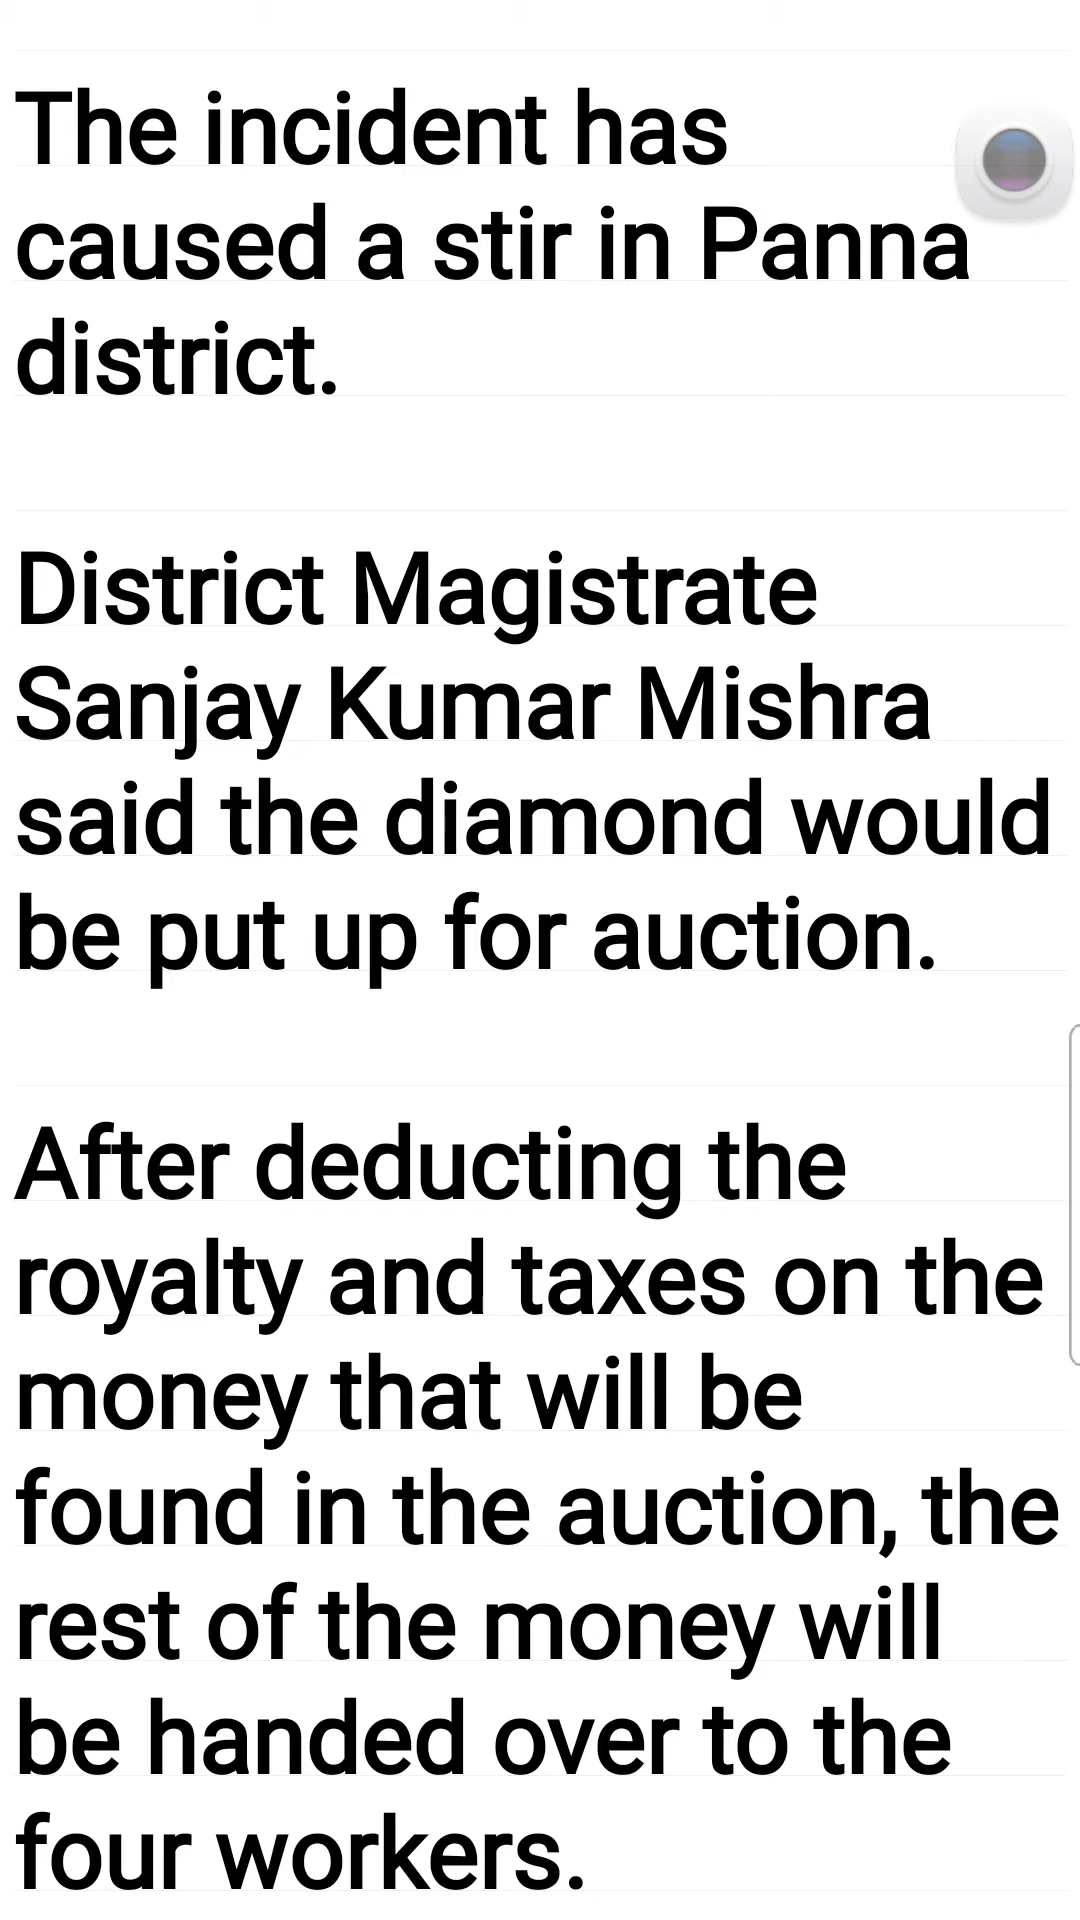 The incident has
caused a stir in Panna
district.
District Magistrate
Sanjay Kumar Mishra
said the diamond would
be put up for auction.
After deducting the
royalty and taxes on the
money that will be
found in the auction, the
rest of the money will
be handed over to the
four workers.